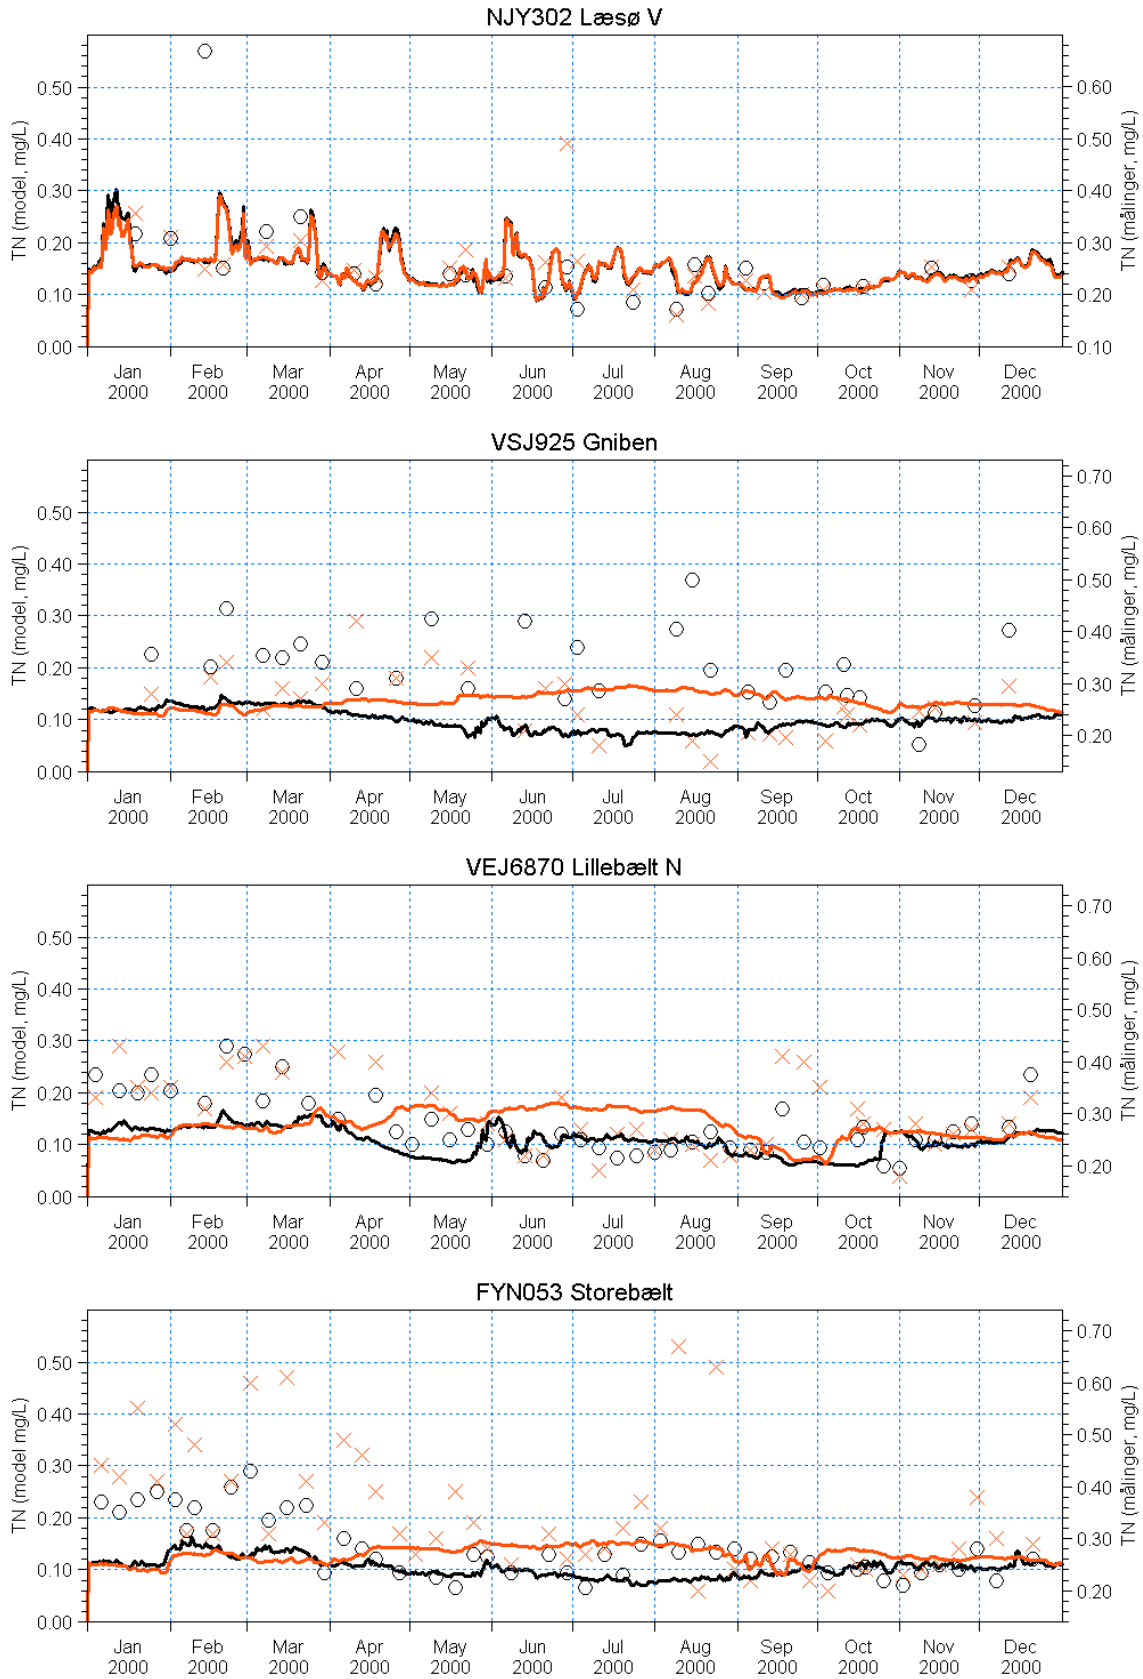 NJY302 Læsø V
TN (model, mg/L)
0.50
0.40
0.30
0.20
0.10
0.00
0.60
0.50
0.40
0.30
0.20
0.10
TN (målinger, mg/L)
Jan Feb Mar Apr May Jun Jul Aug Sep Oct Nov Dec
2000 2000 2000 2000 2000 2000 2000 2000 2000 2000 2000 2000
VSJ925 Gniben
TN (model, mg/L)
0.50
0.40
0.30
0.20
0.10
0.00
0.70
0.60
0.50
0.40
0.30
0.20
TN (målinger, mg/L)
Jan Feb Mar Apr May Jun Jul Aug Sep Oct Nov Dec
2000 2000 2000 2000 2000 2000 2000 2000 2000 2000 2000 2000
VEJ6870 Lillebælt N
TN (model, mg/L)
0.50
0.40
0.30
0.20
0.10
0.00
0.70
0.60
0.50
0.40
0.30
0.20
TN (målinger, mg/L)
Jan Feb Mar Apr May Jun Jul Aug Sep Oct Nov Dec
2000 2000 2000 2000 2000 2000 2000 2000 2000 2000 2000 2000
FYN053 Storebælt
TN (model mg/L)
0.50
0.40
0.30
0.20
0.10
0.00
0.70
0.60
0.50
0.40
0.30
0.20
TN (målinger, mg/L)
Jan Feb Mar Apr May Jun Jul Aug Sep Oct Nov Dec
2000 2000 2000 2000 2000 2000 2000 2000 2000 2000 2000 2000